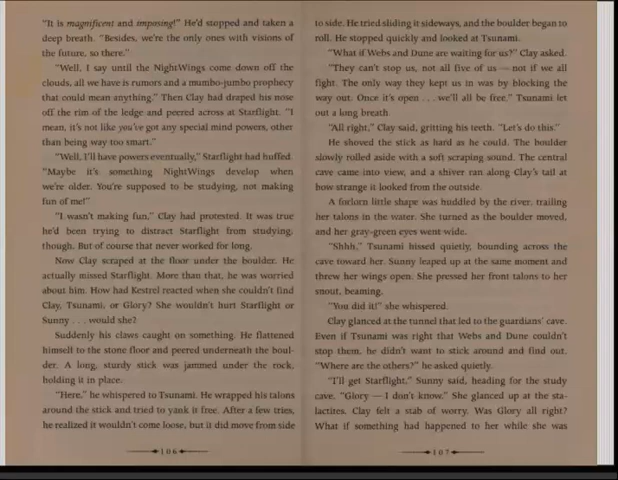 "It is magnificent and imposing!" He'd stopped and taken a
deep breath. "Besides, we're the only ones with visions of
the future, so there."
"Well, I say until the NightWings come down off the
clouds, all we have is rumors and a mumbo-jumbo prophecy
that could mean anything." Then Clay had draped his nose
off the rim of the ledge and peered across at Starflight. "I
mean, it's not like you've got any special mind powers, other
than being way too smart."
"Well, I'll have powers eventually," Starflight had huffed.
"Maybe it's something NightWings develop when
we're older. You're supposed to be studying, not making
fun of me!"
"I wasn't making fun," Clay had protested. It was true
he'd been trying to distract Starflight from studying,
though. But of course that never worked for long.
Now Clay scraped at the floor under the boulder. He
actually missed Starflight. More than that, he was worried
about him. How had Kestrel reacted when she couldn't find
Clay, Tsunami, or Glory? She wouldn't hurt Starflight or
Sunny . . . would she?
Suddenly his claws caught on something. He flattened
himself to the stone floor and peered underneath the boul-
der. A long, sturdy stick was jammed under the rock,
holding it in place.
"Here," he whispered to Tsunami. He wrapped his talons
around the stick and tried to yank it free. After a few tries,
he realized it wouldn't come loose, but it did move from side
106
to side. He tried sliding it sideways, and the boulder began to
roll. He stopped quickly and looked at Tsunami.
"What if Webs and Dune are waiting for us?" Clay asked.
"They can't stop us, not all five of us — not if we all
fight. The only way they kept us in was by blocking the
way out. Once it's open . . . we'll all be free." Tsunami let
out a long breath
"All right," Clay said, gritting his teeth. "Let's do this."
He shoved the stick as hard as he could. The boulder
slowly rolled aside with a soft scraping sound. The central
cave came into view, and a shiver ran along Clay's tail at
how strange it looked from the outside.
A forlorn little shape was huddled by the river, trailing
her talons in the water. She turned as the boulder moved,
and her gray-green eyes went wide.
"Shhh," Tsunami hissed quietly, bounding across the
cave toward her. Sunny leaped up at the same moment and
threw her wings open. She pressed her front talons to her
snout, beaming.
"You did it!" she whispered.
Clay glanced at the tunnel that led to the guardians' cave.
Even if Tsunami was right that Webs and Dune couldn't
stop them, he didn't want to stick around and find out.
"Where are the others?" he asked quietly.
"I'll get Starflight," Sunny said, heading for the study
cave. "Glory — I don't know." She glanced up at the sta-
lactites. Clay felt a stab of worry. Was Glory all right?
What if something had happened to her while she was
107